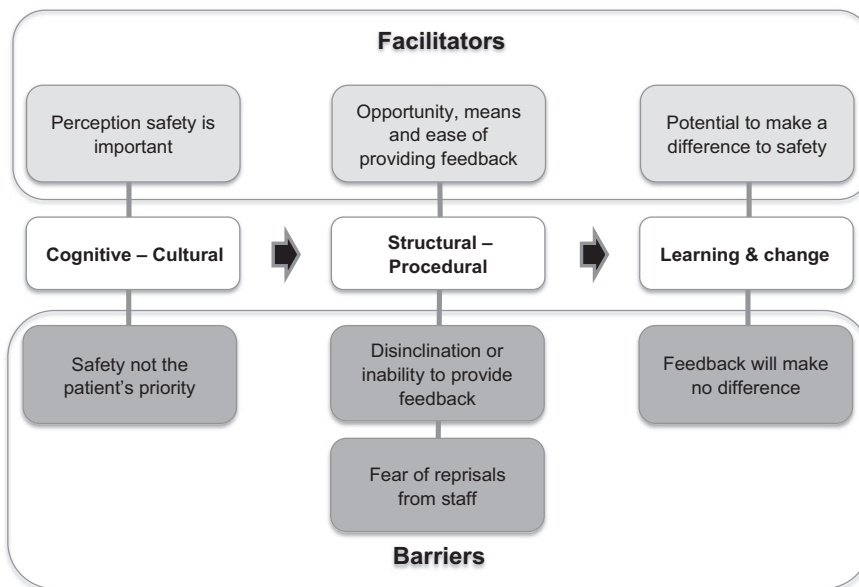 Facilitators
Perception safety is
important
Opportunity, means
and ease of
providing feedback
Potential to make a
difference to safety
Cognitive – Cultural
Structural –
Procedural
Learning & change
Safety not the
patient's priority
Disinclination or
inability to provide
feedback
Feedback will make
no difference
Fear of reprisals
from staff
Barriers